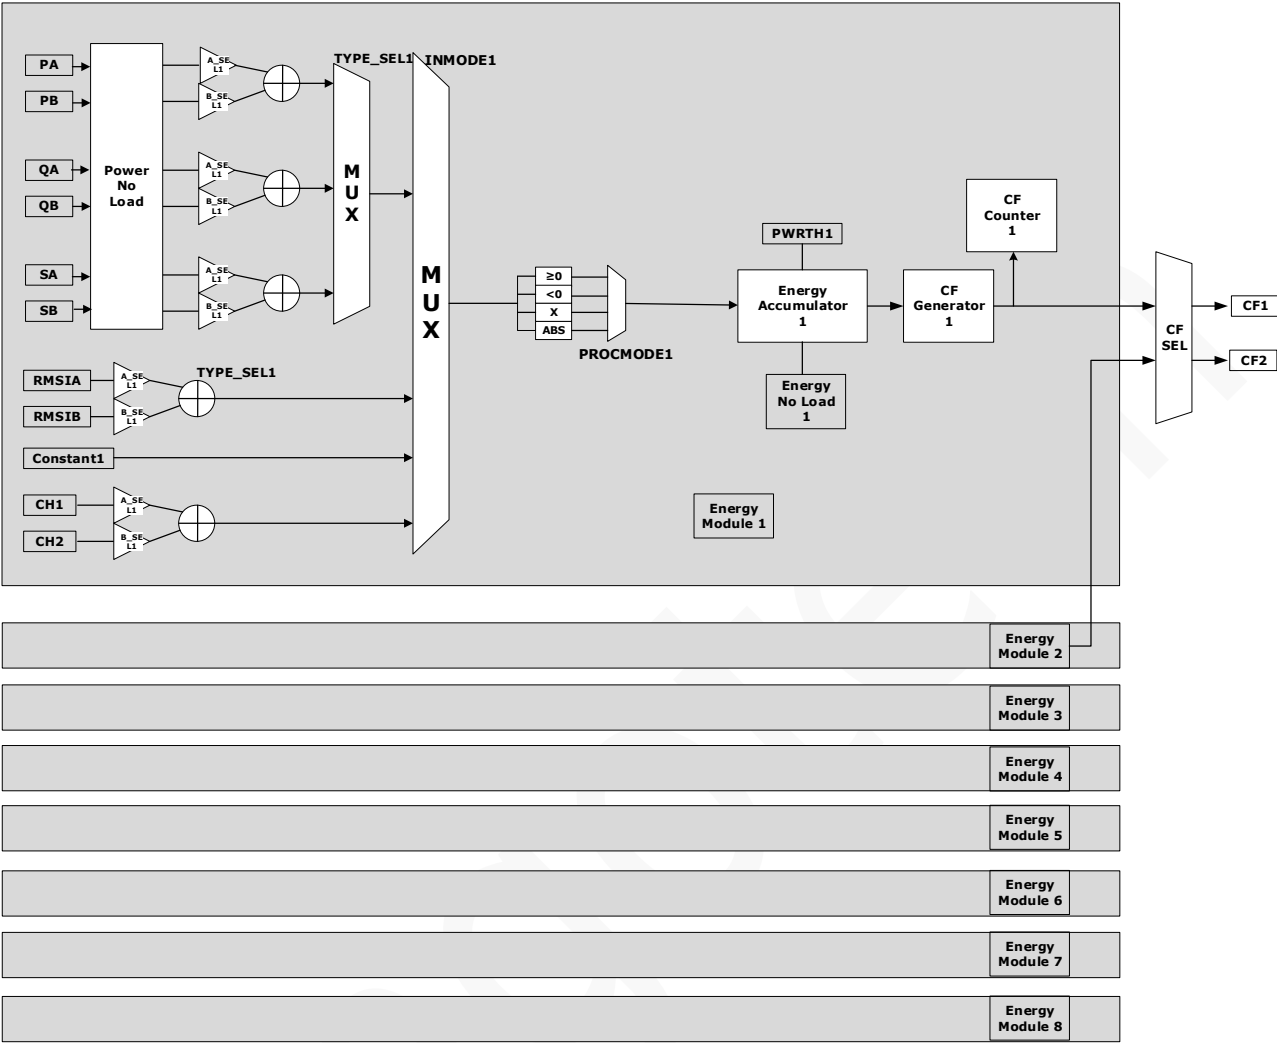 TYPE_SEL1
INMODE1
PA
PB
QA
QB
SA
SB
Power
No
Load
A_SE
L1
B_SE
L1
A_SE
L1
B_SE
L1
A_SE
L1
B_SE
L1
M
U
X
M
U
X
RMSIA
RMSIB
A_SE
L1
B_SE
L1
TYPE_SEL1
Constant1
CH1
CH2
A_SE
L1
B_SE
L1
≥0
<0
X
ABS
PROCMODE1
PWRTH1
Energy
Accumulator
1
Energy
No Load
1
CF
Generator
1
CF
Counter
1
CF
SEL
CF1
CF2
Energy
Module 1
Energy
Module 2
Energy
Module 3
Energy
Module 4
Energy
Module 5
Energy
Module 6
Energy
Module 7
Energy
Module 8